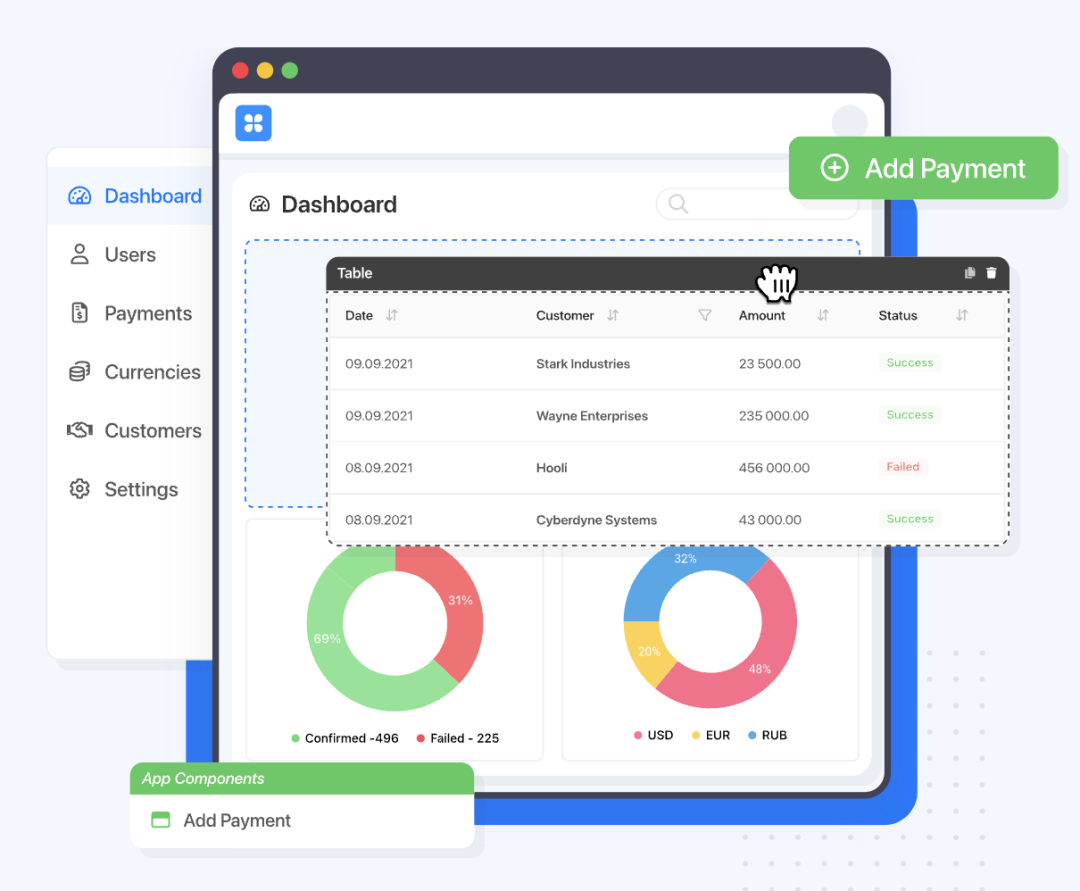 Add Payment
Dashboard
Users
Payments
Currencies
Customers
Settings
Dashboard
Table
Date Customer Amount Status
09.09.2021 Stark Industries 23 500.00 Success
09.09.2021 Wayne Enterprises 235 000.00 Success
08.09.2021 Hooli 456 000.00 Failed
08.09.2021 Cyberdyne Systems 43 000.00 Success
31%
69%
Confirmed -496 Failed - 225
32%
20%
48%
USD EUR RUB
App Components
Add Payment